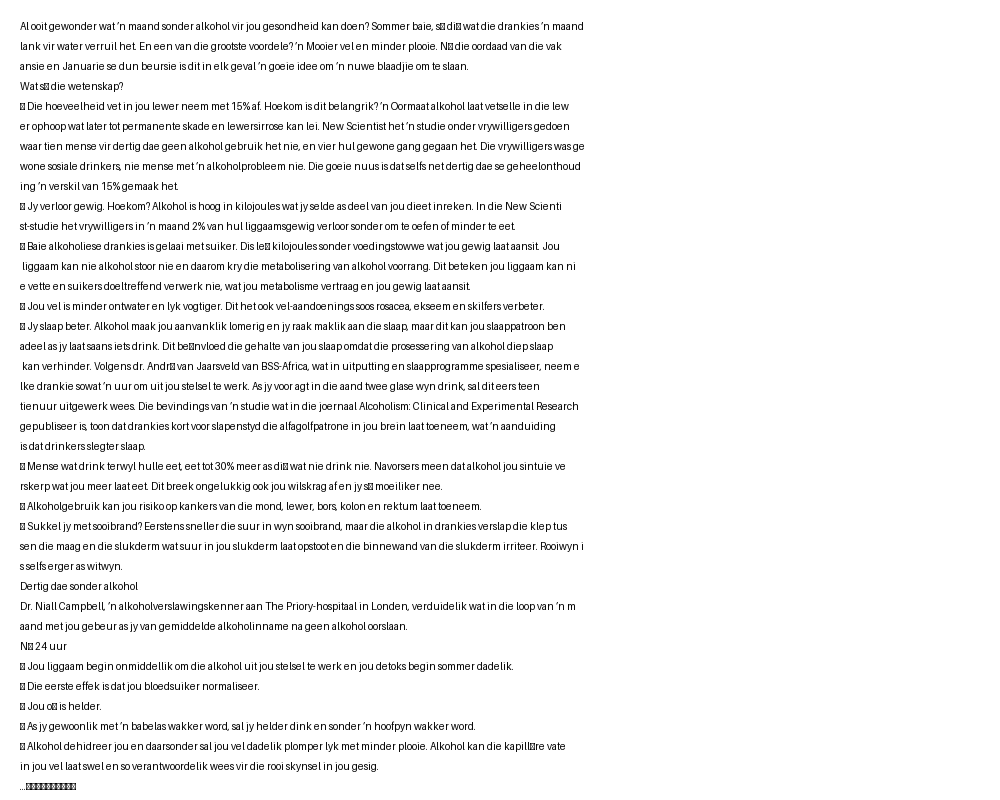 Al ooit gewonder wat ’n maand sonder alkohol vir jou gesondheid kan doen? Sommer baie, s□ di□ wat die drankies ’n maand
lank vir water verruil het. En een van die grootste voordele? ’n Mooier vel en minder plooie. N□ die oordaad van die vak
ansie en Januarie se dun beursie is dit in elk geval ’n goeie idee om ’n nuwe blaadjie om te slaan.
Wat s□ die wetenskap?
□ Die hoeveelheid vet in jou lewer neem met 15% af. Hoekom is dit belangrik? ’n Oormaat alkohol laat vetselle in die lew
er ophoop wat later tot permanente skade en lewersirrose kan lei. New Scientist het ’n studie onder vrywilligers gedoen
waar tien mense vir dertig dae geen alkohol gebruik het nie, en vier hul gewone gang gegaan het. Die vrywilligers was ge
wone sosiale drinkers, nie mense met ’n alkoholprobleem nie. Die goeie nuus is dat selfs net dertig dae se geheelonthoud
ing ’n verskil van 15% gemaak het.
□ Jy verloor gewig. Hoekom? Alkohol is hoog in kilojoules wat jy selde as deel van jou dieet inreken. In die New Scienti
st-studie het vrywilligers in ’n maand 2% van hul liggaamsgewig verloor sonder om te oefen of minder te eet.
□ Baie alkoholiese drankies is gelaai met suiker. Dis le□ kilojoules sonder voedingstowwe wat jou gewig laat aansit. Jou
liggaam kan nie alkohol stoor nie en daarom kry die metabolisering van alkohol voorrang. Dit beteken jou liggaam kan ni
e vette en suikers doeltreffend verwerk nie, wat jou metabolisme vertraag en jou gewig laat aansit.
□ Jou vel is minder ontwater en lyk vogtiger. Dit het ook vel-aandoenings soos rosacea, ekseem en skilfers verbeter.
□ Jy slaap beter. Alkohol maak jou aanvanklik lomerig en jy raak maklik aan die slaap, maar dit kan jou slaappatroon ben
adeel as jy laat saans iets drink. Dit be□nvloed die gehalte van jou slaap omdat die prosessering van alkohol diep slaap
kan verhinder. Volgens dr. Andr□ van Jaarsveld van BSS-Africa, wat in uitputting en slaapprogramme spesialiseer, neem e
lke drankie sowat ’n uur om uit jou stelsel te werk. As jy voor agt in die aand twee glase wyn drink, sal dit eers teen
tienuur uitgewerk wees. Die bevindings van ’n studie wat in die joernaal Alcoholism: Clinical and Experimental Research
gepubliseer is, toon dat drankies kort voor slapenstyd die alfagolfpatrone in jou brein laat toeneem, wat ’n aanduiding
is dat drinkers slegter slaap.
□ Mense wat drink terwyl hulle eet, eet tot 30% meer as di□ wat nie drink nie. Navorsers meen dat alkohol jou sintuie ve
rskerp wat jou meer laat eet. Dit breek ongelukkig ook jou wilskrag af en jy s□ moeiliker nee.
□ Alkoholgebruik kan jou risiko op kankers van die mond, lewer, bors, kolon en rektum laat toeneem.
□ Sukkel jy met sooibrand? Eerstens sneller die suur in wyn sooibrand, maar die alkohol in drankies verslap die klep tus
sen die maag en die slukderm wat suur in jou slukderm laat opstoot en die binnewand van die slukderm irriteer. Rooiwyn i
s selfs erger as witwyn.
Dertig dae sonder alkohol
Dr. Niall Campbell, ’n alkoholverslawingskenner aan The Priory-hospitaal in Londen, verduidelik wat in die loop van ’n m
aand met jou gebeur as jy van gemiddelde alkoholinname na geen alkohol oorslaan.
N□ 24 uur
□ Jou liggaam begin onmiddellik om die alkohol uit jou stelsel te werk en jou detoks begin sommer dadelik.
□ Die eerste effek is dat jou bloedsuiker normaliseer.
□ Jou o□ is helder.
□ As jy gewoonlik met ’n babelas wakker word, sal jy helder dink en sonder ’n hoofpyn wakker word.
□ Alkohol dehidreer jou en daarsonder sal jou vel dadelik plomper lyk met minder plooie. Alkohol kan die kapill□re vate
in jou vel laat swel en so verantwoordelik wees vir die rooi skynsel in jou gesig.
...□□□□□□□□□□